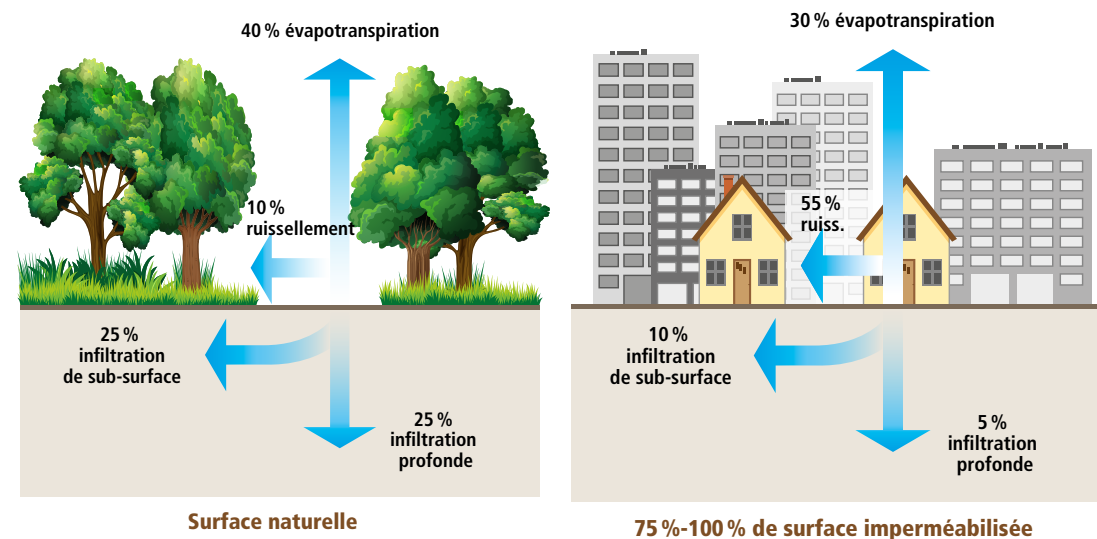 40 % évapotranspiration
10 %
ruissellement
25 %
infiltration
de sub-surface
25 %
infiltration
profonde
Surface naturelle
30 % évapotranspiration
55 %
ruiss.
10 %
infiltration
de sub-surface
5 %
infiltration
profonde
75 %-100 % de surface imperméabilisée